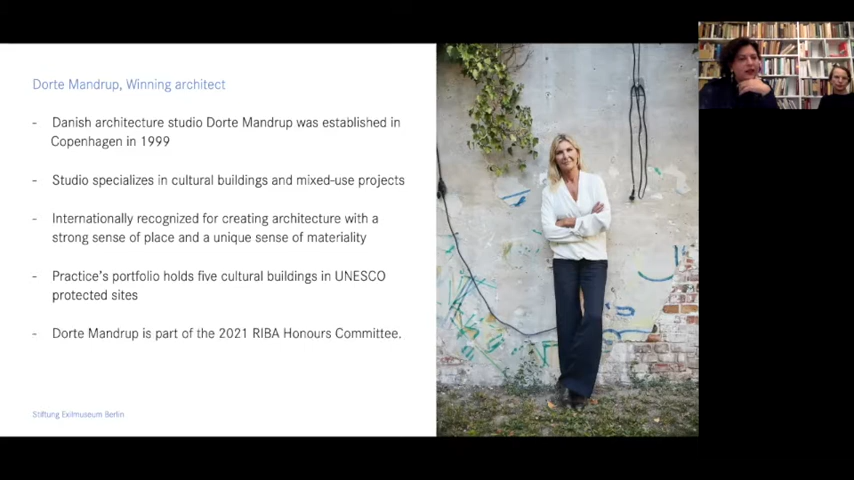 Dorte Mandrup, Winning architect
- Danish architecture studio Dorte Mandrup was established in
Copenhagen in 1999
- Studio specializes in cultural buildings and mixed-use projects
- Internationally recognized for creating architecture with a
strong sense of place and a unique sense of materiality
- Practice's portfolio holds five cultural buildings in UNESCO
protected sites
- Dorte Mandrup is part of the 2021 RIBA Honours Committee.
Stiftung Exilmuseum Berlin